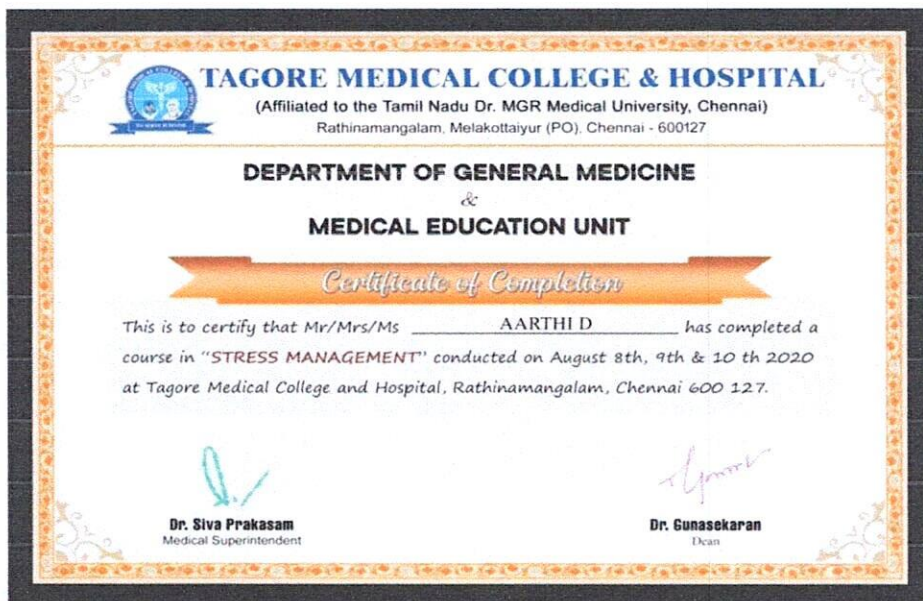 TAGORE MEDICAL COLLEGE & HOSPITAL
(Affiliated to the Tamil Nadu Dr. MGR Medical University, Chennai)
Rathinamangalam, Melakottaiyur (PO), Chennai - 600127
DEPARTMENT OF GENERAL MEDICINE
&
MEDICAL EDUCATION UNIT
Certificate of Completion
This is to certify that Mr/Mrs/Ms AARTHI D has completed a
course in "STRESS MANAGEMENT" conducted on August 8th, 9th & 10 th 2020
at Tagore Medical College and Hospital, Rathinamangalam, Chennai 600 127.
Dr. Siva Prakasam
Medical Superintendent
Dr. Gunasekaran
Dean